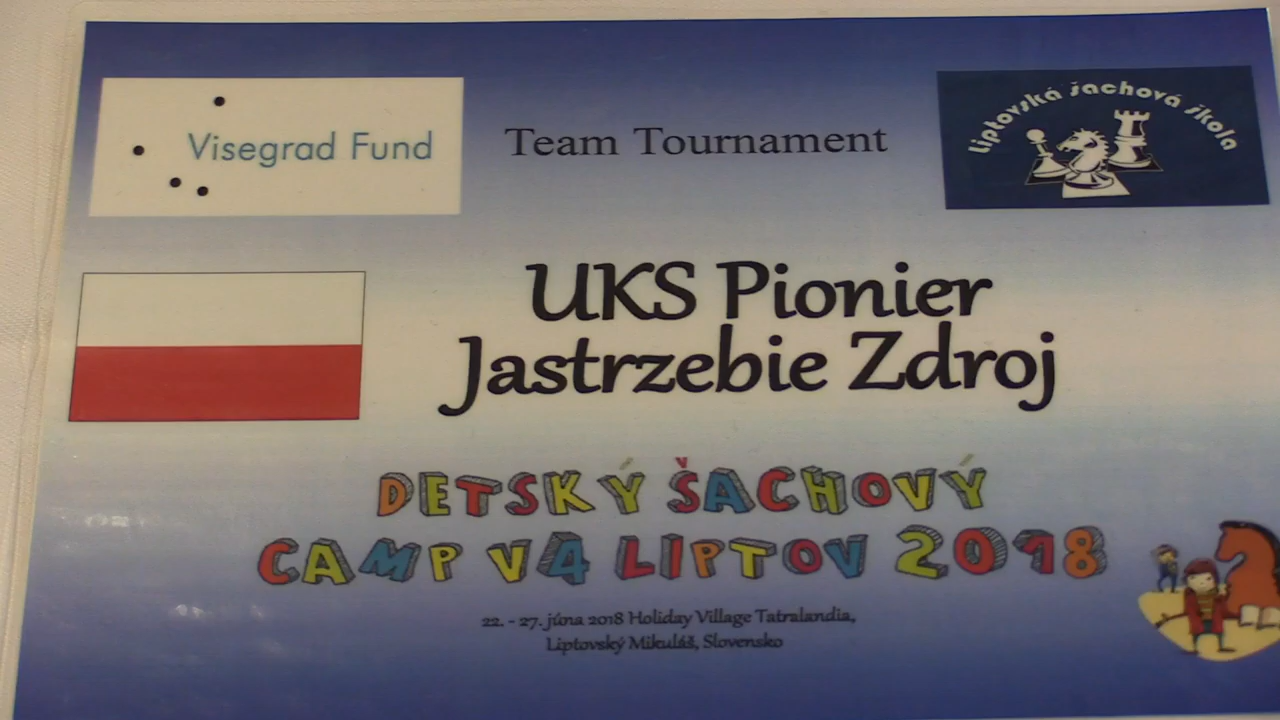 Visegrad Fund
Team Tournament
Liptovská šachová škola
UKS Pionier
Jastrzebie Zdroj
DETSKÝ ŠACHOVÝ
CAMP V4 LIPTOV 2018
22. - 27. júna 2018 Holiday Village Tatralandia,
Liptovský Mikuláš, Slovensko